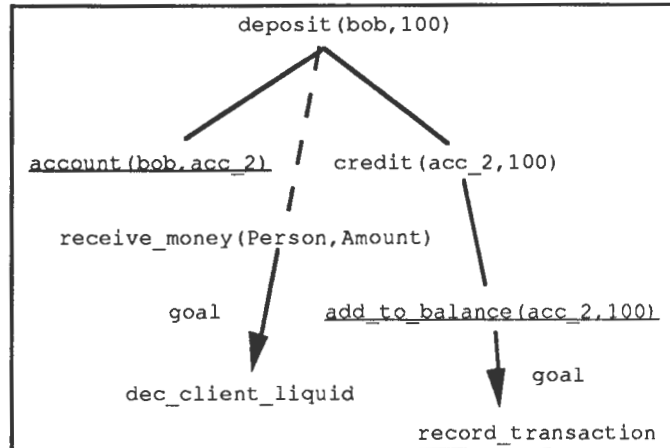 deposit(bob,100)
account(bob,acc_2)
credit(acc_2,100)
receive_money(Person,Amount)
goal
add_to_balance(acc_2,100)
dec_client_liquid
goal
record_transaction